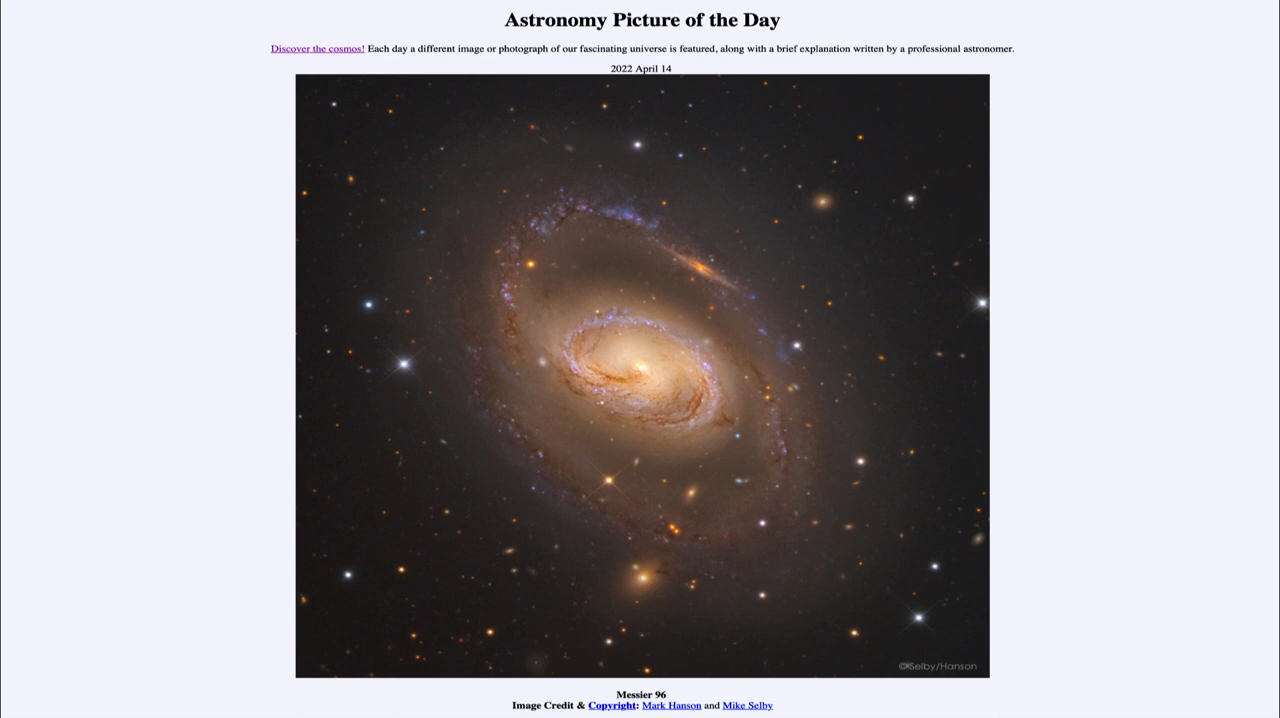 Astronomy Picture of the Day
Discover the cosmos! Each day a different image or photograph of our fascinating universe is featured, along with a brief explanation written by a professional astronomer.
2022 April 14
©Selby/Hanson
Messier 96
Image Credit & Copyright: Mark Hanson and Mike Selby